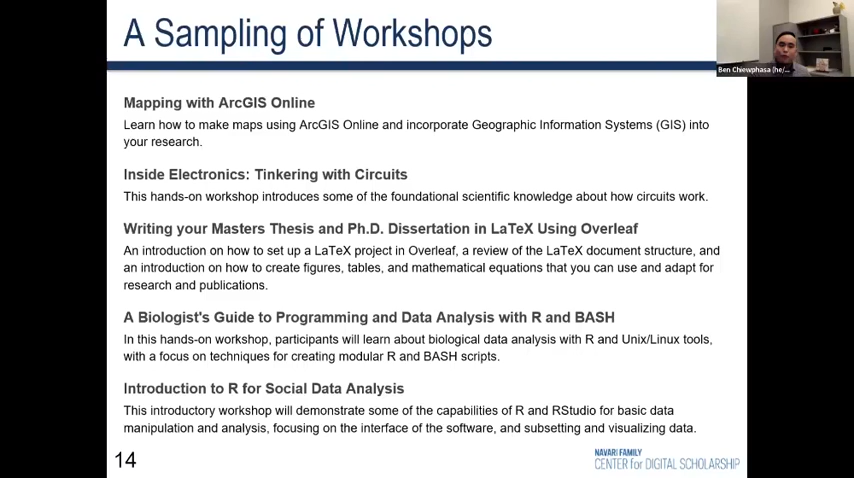 A Sampling of Workshops
Ben Chiewphasa (he/...
Mapping with ArcGIS Online
Learn how to make maps using ArcGIS Online and incorporate Geographic Information Systems (GIS) into
your research.
Inside Electronics: Tinkering with Circuits
This hands-on workshop introduces some of the foundational scientific knowledge about how circuits work.
Writing your Masters Thesis and Ph.D. Dissertation in LaTeX Using Overleaf
An introduction on how to set up a LaTeX project in Overleaf, a review of the LaTeX document structure, and
an introduction on how to create figures, tables, and mathematical equations that you can use and adapt for
research and publications.
A Biologist's Guide to Programming and Data Analysis with R and BASH
In this hands-on workshop, participants will learn about biological data analysis with R and Unix/Linux tools,
with a focus on techniques for creating modular R and BASH scripts.
Introduction to R for Social Data Analysis
This introductory workshop will demonstrate some of the capabilities of R and RStudio for basic data
manipulation and analysis, focusing on the interface of the software, and subsetting and visualizing data.
14
NAVARI FAMILY
CENTER for DIGITAL SCHOLARSHIP